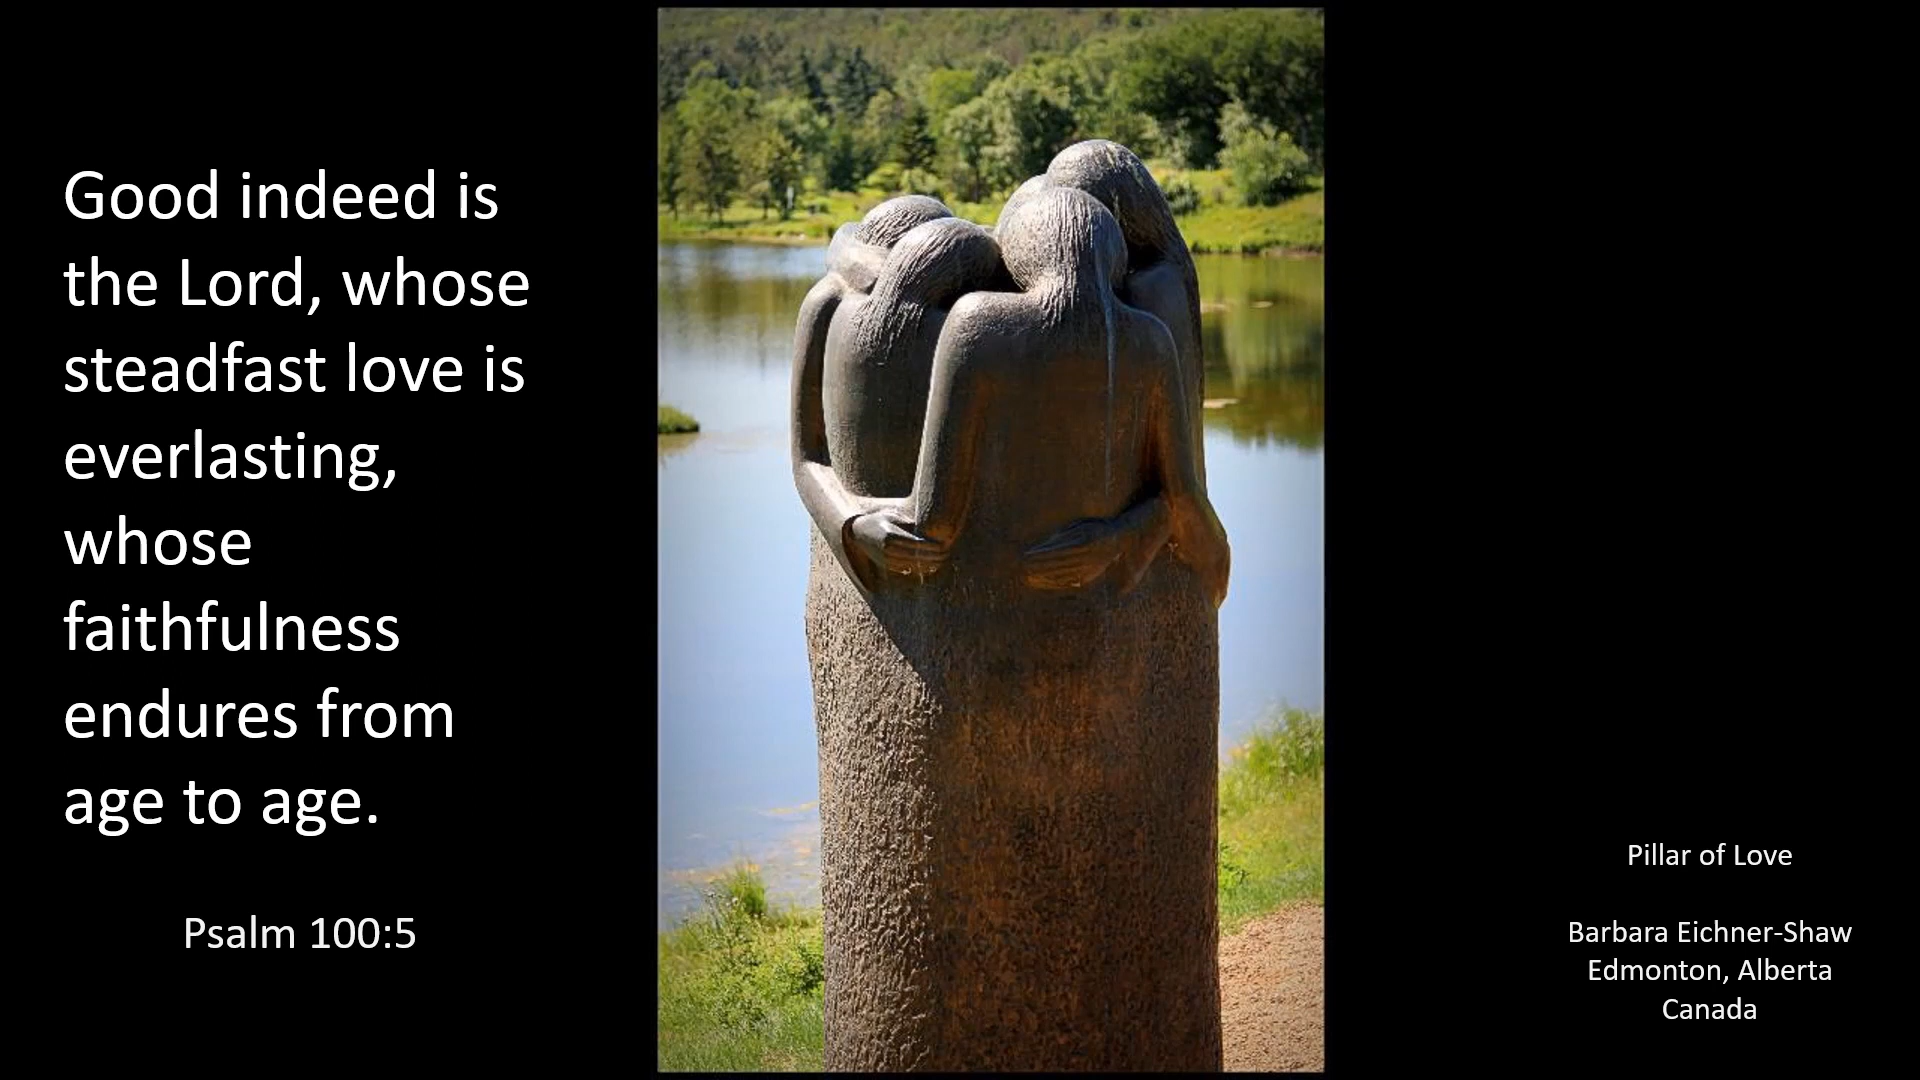 Good indeed is
the Lord, whose
steadfast love is
everlasting,
whose
faithfulness
endures from
age to age.
Psalm 100:5
Pillar of Love
Barbara Eichner-Shaw
Edmonton, Alberta
Canada